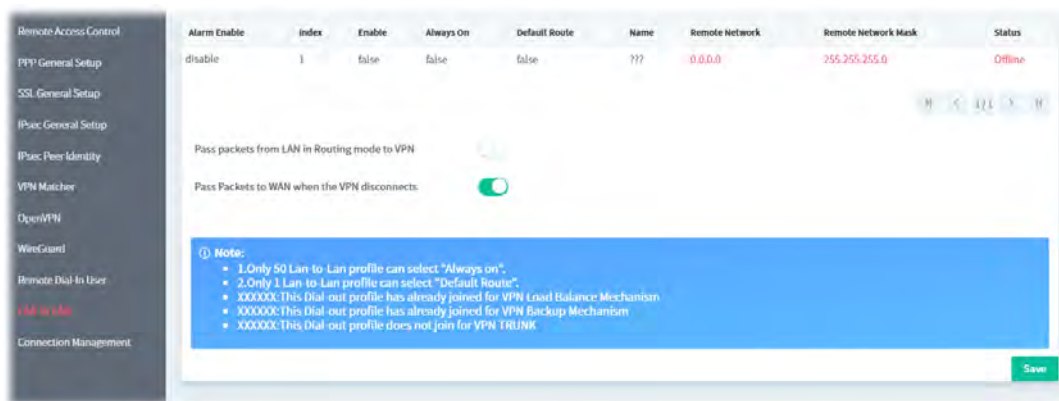 Remote Access Control
PPP General Setup
SSL General Setup
IPsec General Setup
IPsec Peer Identity
VPN Matcher
OpenVPN
WireGuard
Remote Dial-In User
LAN to LAN
Connection Management
Alarm Enable Index Enable Always On Default Route Name Remote Network Remote Network Mask Status
disable 1 false false false ??? 0.0.0.0 255.255.255.0 Offline
1/1
Pass packets from LAN in Routing mode to VPN
Pass Packets to WAN when the VPN disconnects
Note:
1.Only 50 Lan-to-Lan profile can select "Always on".
2.Only 1 Lan-to-Lan profile can select "Default Route".
XXXXXX:This Dial-out profile has already joined for VPN Load Balance Mechanism
XXXXXX:This Dial-out profile has already joined for VPN Backup Mechanism
XXXXXX:This Dial-out profile does not join for VPN TRUNK
Save